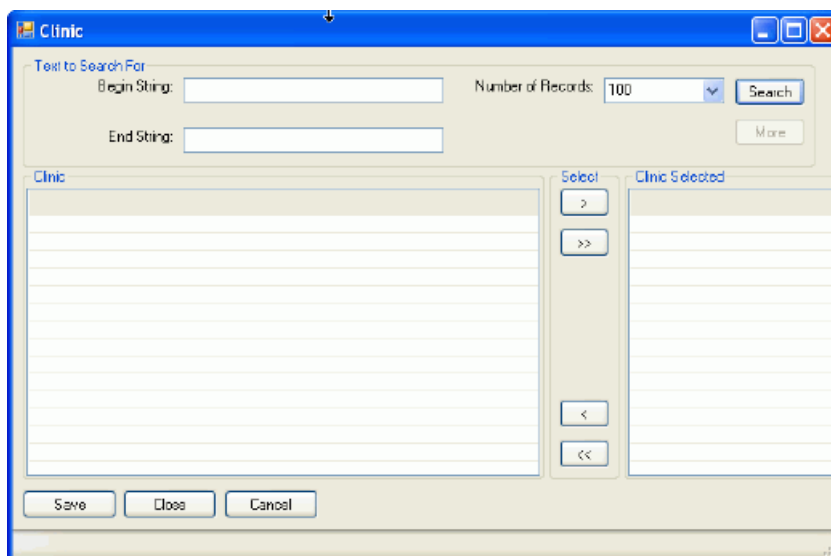 Clinic
Text to Search For
Begin String:
Number of Records:
100
Search
End String:
More
Clinic
Select
Clinic Selected
>
>>
<
<<
Save
Close
Cancel